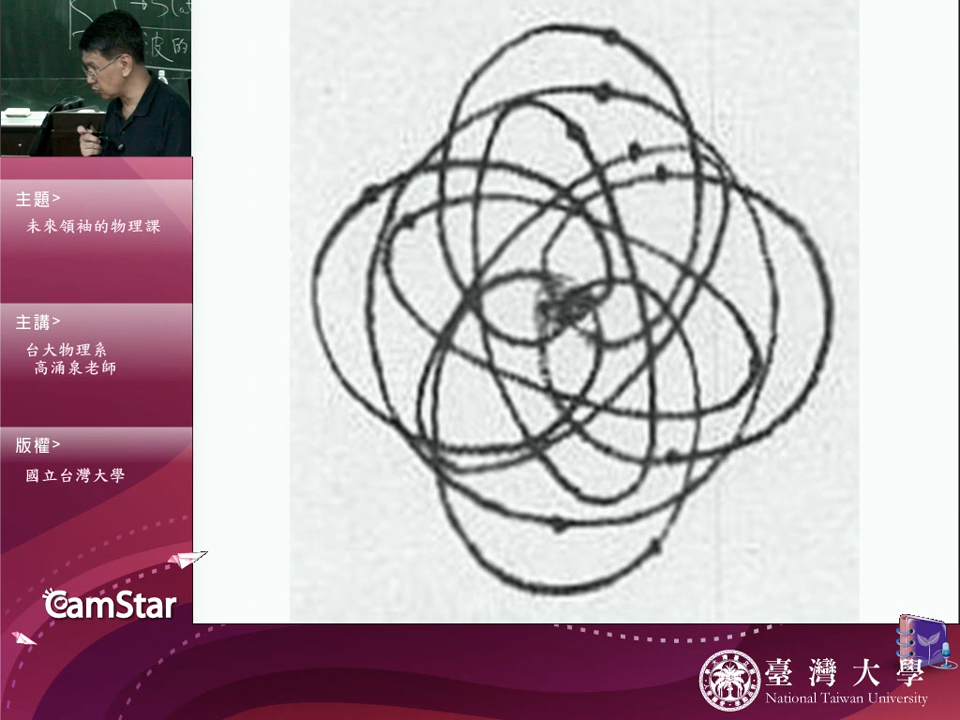 波的
主題>
未來領袖的物理課
主講>
台大物理系
高涌泉老師
版權>
國立台灣大學
CamStar
臺灣大學
National Taiwan University